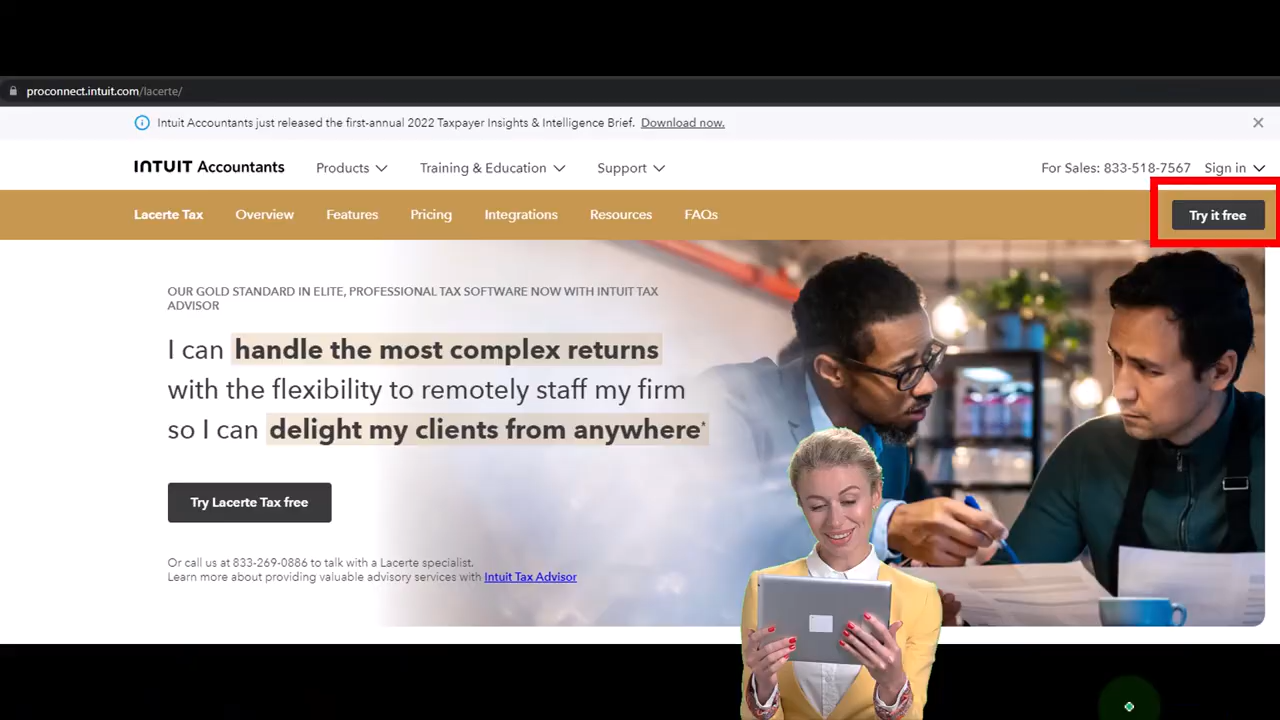 proconnect.intuit.com/lacerte/
Intuit Accountants just released the first-annual 2022 Taxpayer Insights & Intelligence Brief. Download now.
INTUIT Accountants Products Training & Education Support For Sales: 833-518-7567 Sign in
Lacerte Tax Overview Features Pricing Integrations Resources FAQs Try it free
OUR GOLD STANDARD IN ELITE, PROFESSIONAL TAX SOFTWARE NOW WITH INTUIT TAX
ADVISOR
I can handle the most complex returns
with the flexibility to remotely staff my firm
so I can delight my clients from anywhere*
Try Lacerte Tax free
Or call us at 833-269-0886 to talk with a Lacerte specialist.
Learn more about providing valuable advisory services with Intuit Tax Advisor